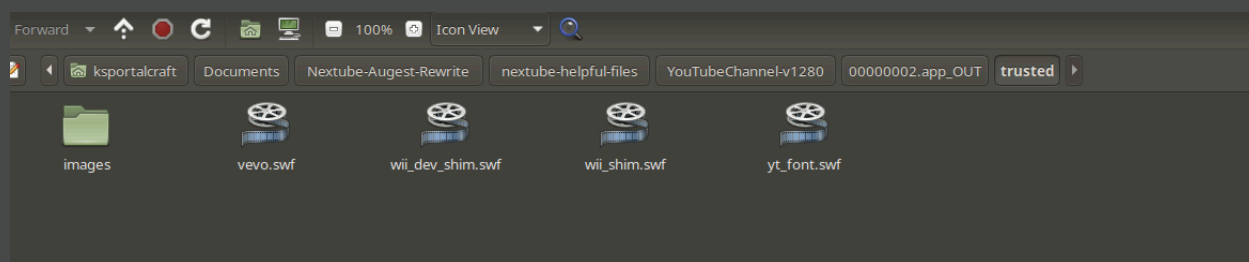 Forward 100% Icon View
ksportalcraft Documents Nextube-Augest-Rewrite nextube-helpful-files YouTubeChannel-v1280 00000002.app_OUT trusted
images vevo.swf wii_dev_shim.swf wii_shim.swf yt_font.swf